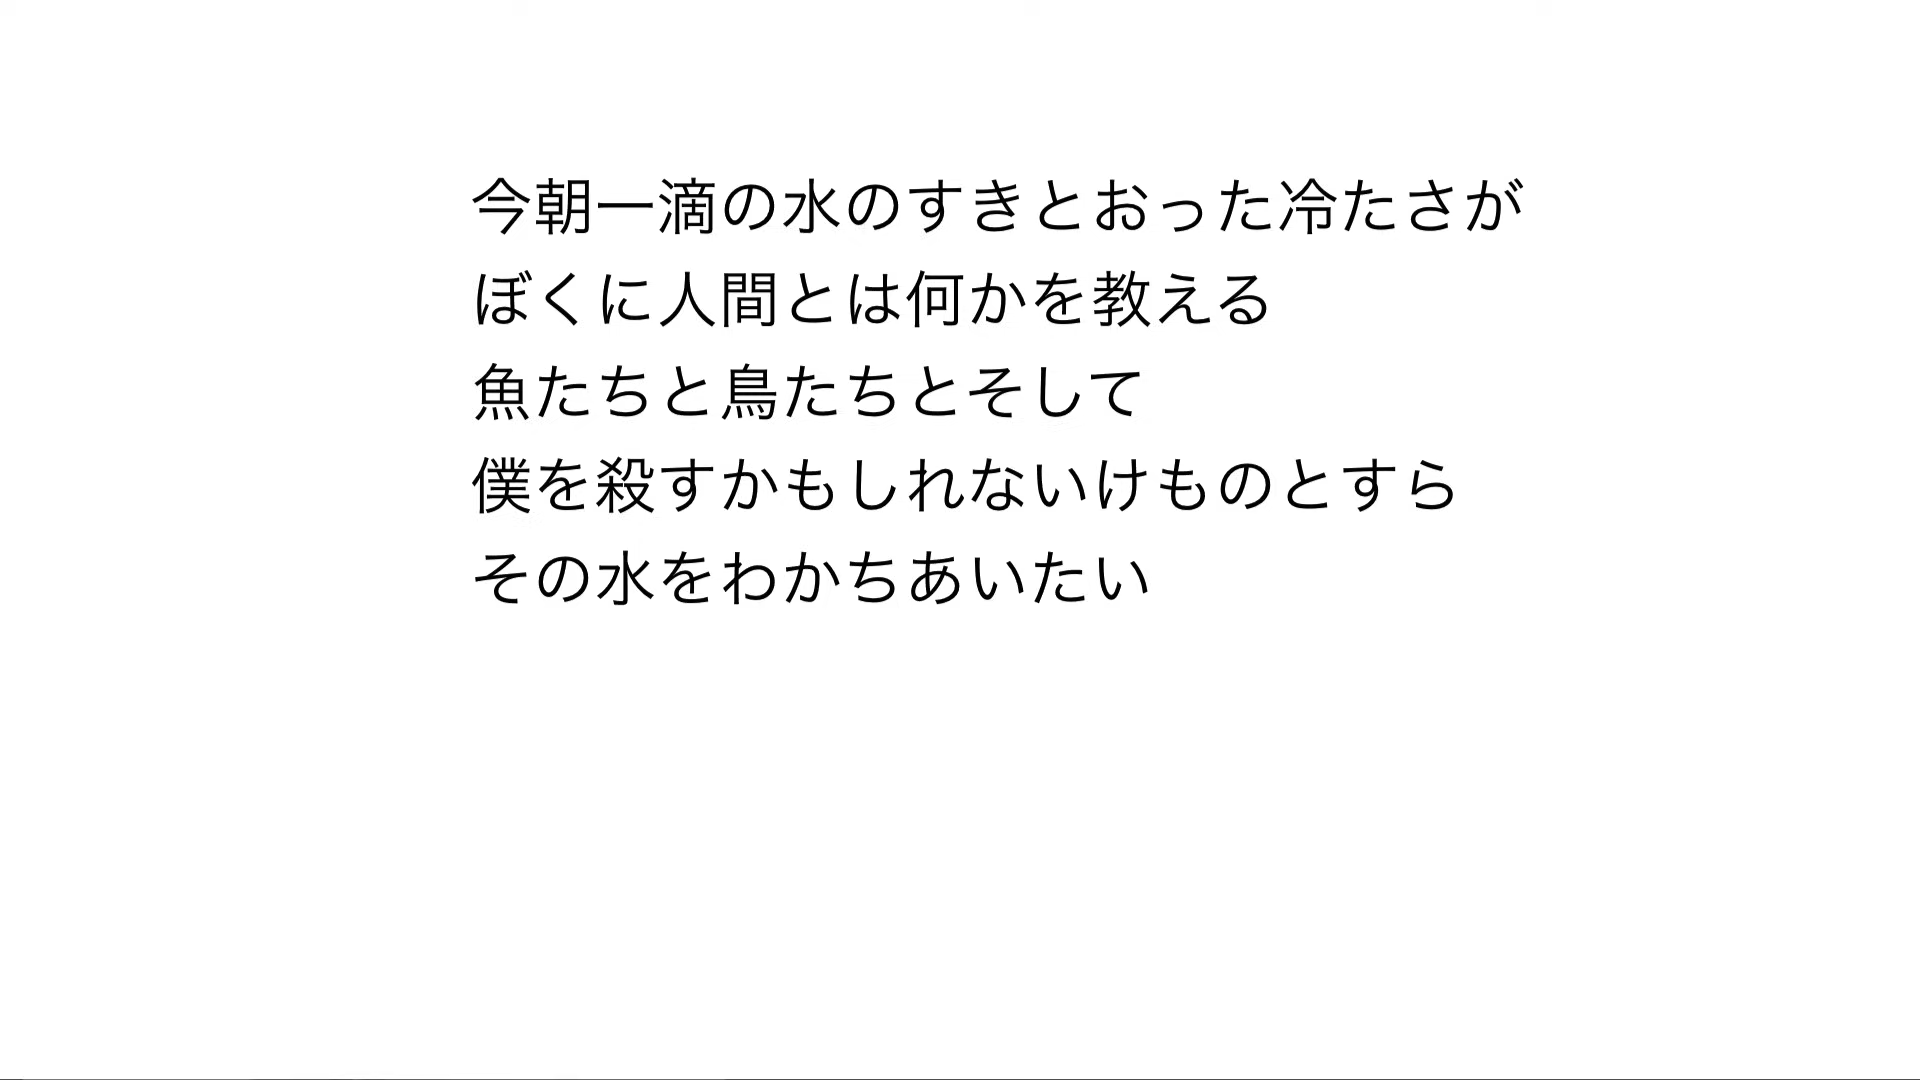 今朝一滴の水のすきとおった冷たさが
ぼくに人間とは何かを教える
魚たちと鳥たちとそして
僕を殺すかもしれないけものとすら
その水をわかちあいたい